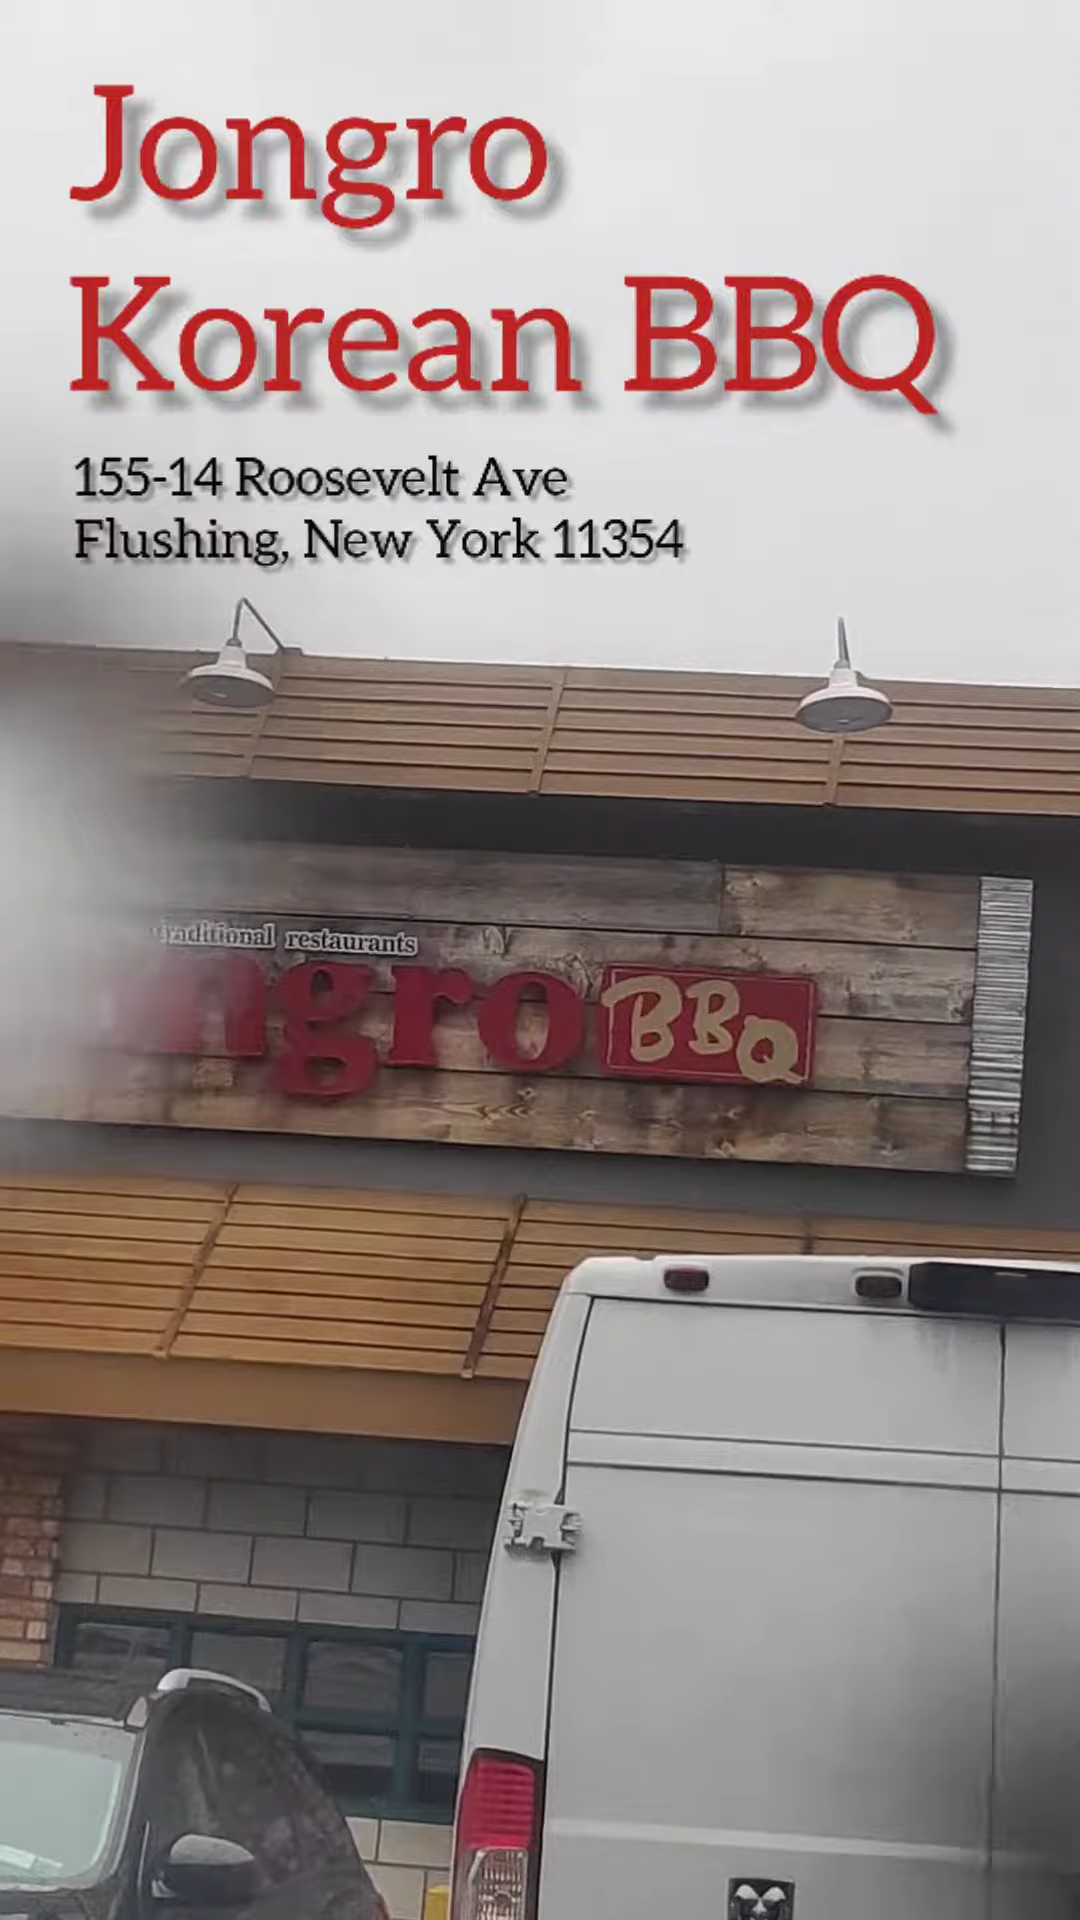 Jongro
Korean BBQ
155-14 Roosevelt Ave
Flushing, New York 11354
traditional restaurants
ngro BBQ